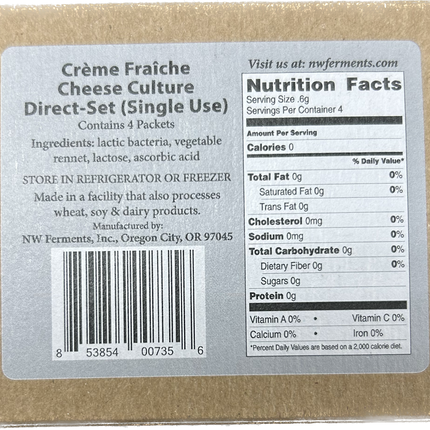 Crème Fraîche
Cheese Culture
Direct-Set (Single Use)
Contains 4 Packets
Ingredients: lactic bacteria, vegetable
rennet, lactose, ascorbic acid
STORE IN REFRIGERATOR OR FREEZER
Made in a facility that also processes
wheat, soy & dairy products.
Manufactured by:
NW Ferments, Inc., Oregon City, OR 97045
8 53854 00735 6
Visit us at: nwferments.com
Nutrition Facts
Serving Size .6g
Servings Per Container 4
Amount Per Serving
Calories 0
% Daily Value*
Total Fat 0g 0%
Saturated Fat 0g 0%
Trans Fat 0g
Cholesterol 0mg 0%
Sodium 0mg 0%
Total Carbohydrate 0g 0%
Dietary Fiber 0g 0%
Sugars 0g
Protein 0g
Vitamin A 0% • Vitamin C 0%
Calcium 0% • Iron 0%
*Percent Daily Values are based on a 2,000 calorie diet.